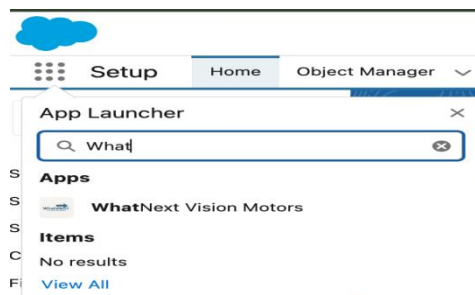 Setup Home Object Manager
App Launcher
What
Apps
WhatNext Vision Motors
Items
No results
View All